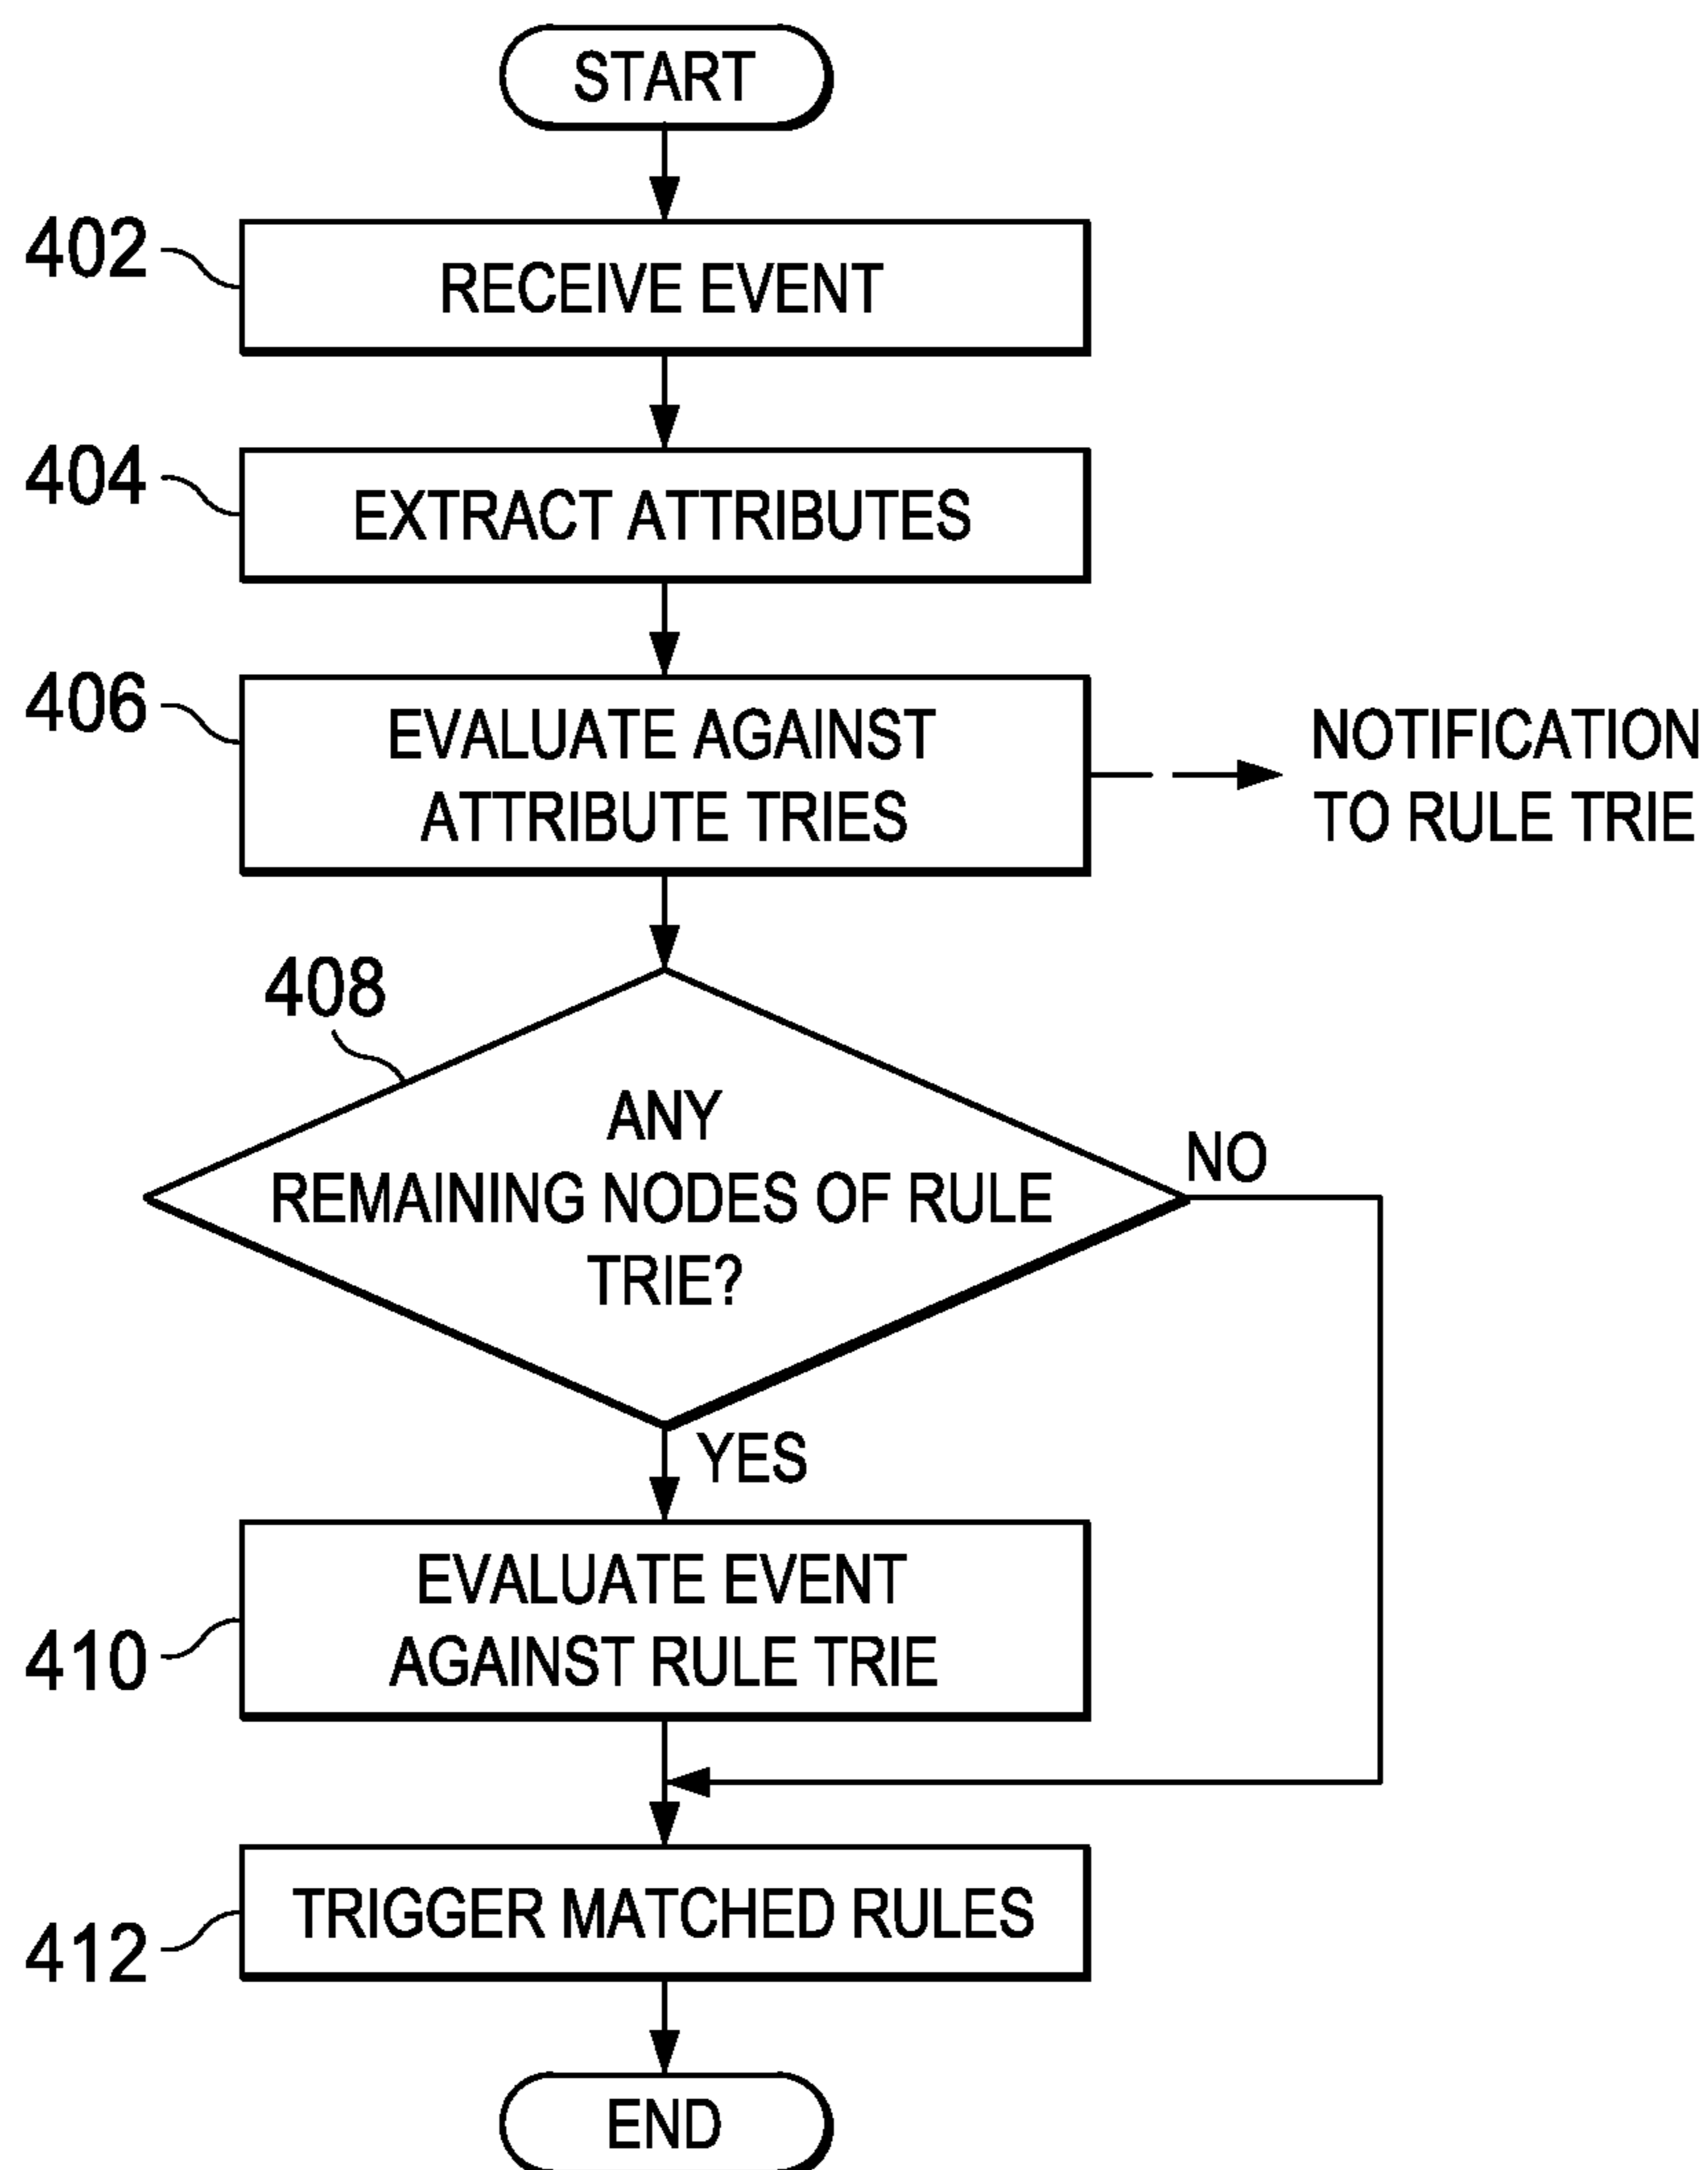 START
402
RECEIVE EVENT
404
EXTRACT ATTRIBUTES
406
EVALUATE AGAINST
ATTRIBUTE TRIES
NOTIFICATION
TO RULE TRIE
408
ANY
REMAINING NODES OF RULE
TRIE?
NO
YES
410
EVALUATE EVENT
AGAINST RULE TRIE
412
TRIGGER MATCHED RULES
END